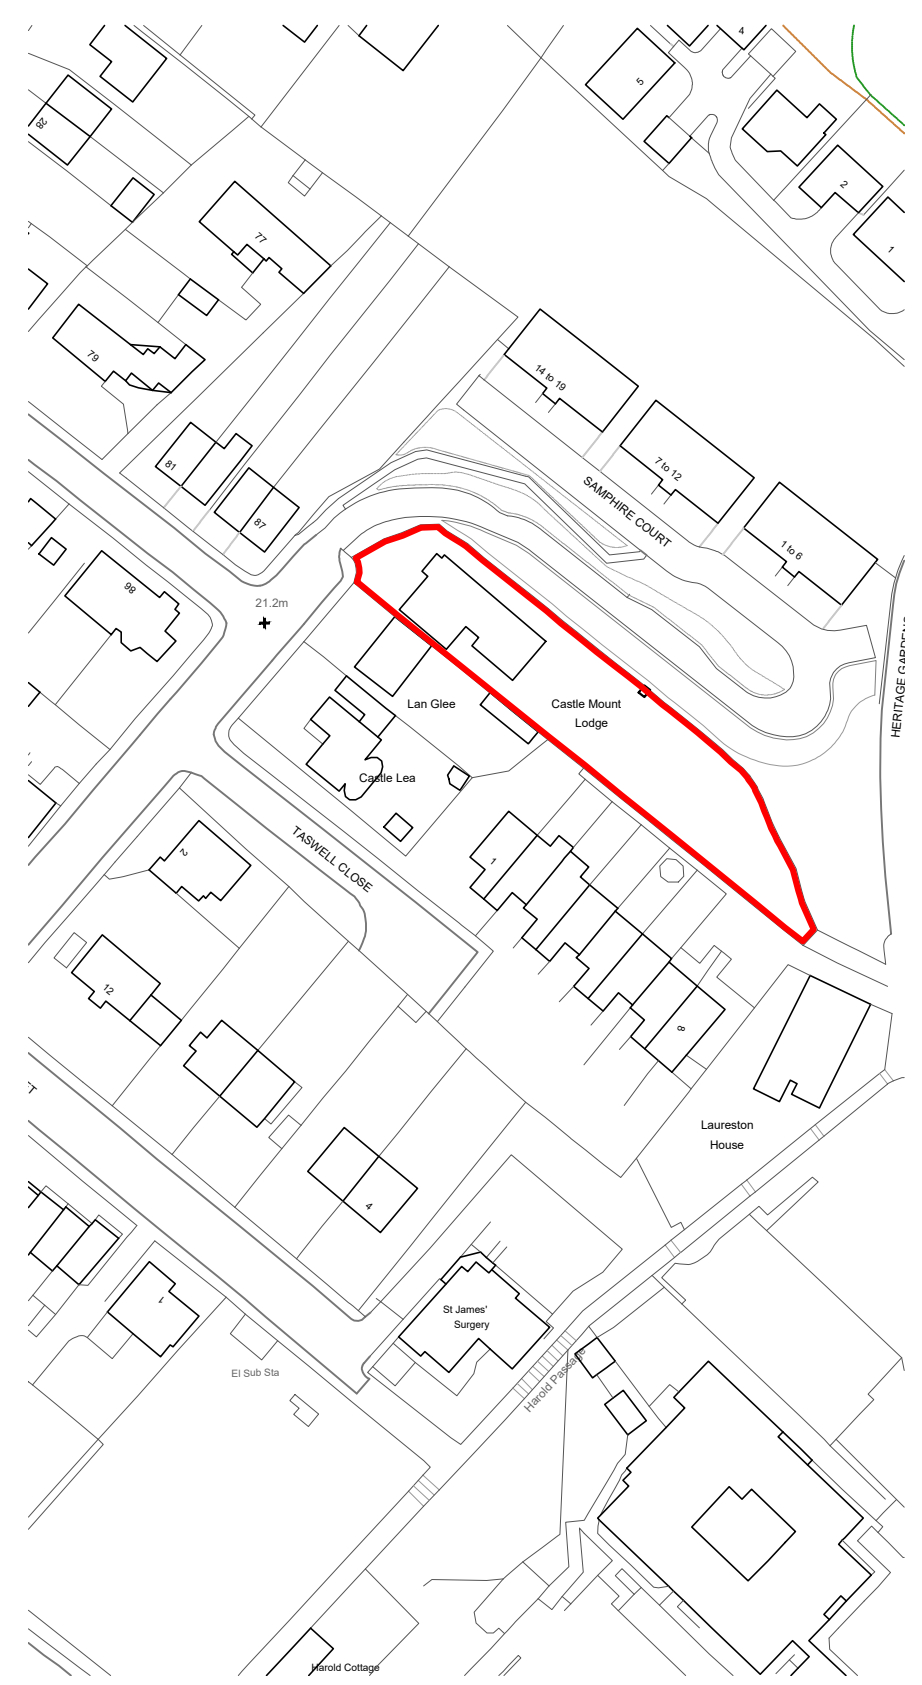 4
5
28
2
77
1
79
14 to 19
7 to 12
81
SAMPHIRE COURT
87
1 to 6
98
21.2m
HERITAGE GARDENS
Lan Glee
Castle Mount
Lodge
Castle Lea
TASWELL CLOSE
2
1
12
8
Laureston
House
4
1
St James'
Surgery
El Sub Sta
Harold Passage
Harold Cottage